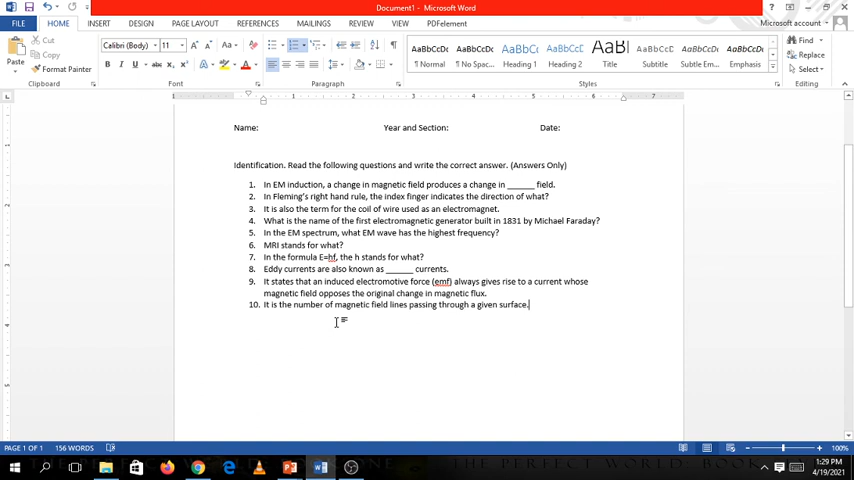 Document1 - Word
FILE HOME INSERT DESIGN PAGE LAYOUT REFERENCES MAILINGS REVIEW VIEW PDFelement Microsoft account
Cut
Copy
Format Painter
Paste
Calibri (Body) 11
AaBbCcDc AaBbCcDc AaBbCc AaBbCcD AaBl AaBbCcD AaBbCcDc AaBbCcDc
¶ Normal ¶ No Spac... Heading 1 Heading 2 Title Subtitle Subtle Em... Emphasis
Find
Replace
Select
Clipboard Font Paragraph Styles Editing
Name: Year and Section: Date:
Identification. Read the following questions and write the correct answer. (Answers Only)
1. In EM induction, a change in magnetic field produces a change in ______ field.
2. In Fleming's right hand rule, the index finger indicates the direction of what?
3. It is also the term for the coil of wire used as an electromagnet.
4. What is the name of the first electromagnetic generator built in 1831 by Michael Faraday?
5. In the EM spectrum, what EM wave has the highest frequency?
6. MRI stands for what?
7. In the formula E=hf, the h stands for what?
8. Eddy currents are also known as ______ currents.
9. It states that an induced electromotive force (emf) always gives rise to a current whose
magnetic field opposes the original change in magnetic flux.
10. It is the number of magnetic field lines passing through a given surface.
PAGE 1 OF 1 156 WORDS 100%
1:29 PM
4/19/2021